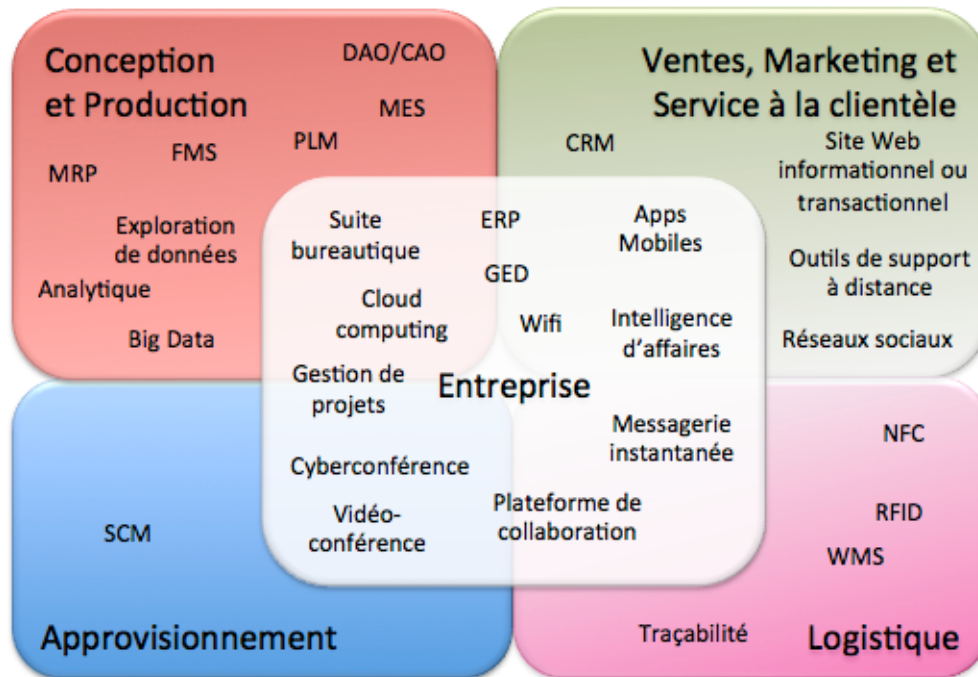 Conception
et Production
DAO/CAO
MES
PLM
FMS
MRP
Exploration
de données
Analytique
Big Data
Ventes, Marketing et
Service à la clientèle
CRM
Site Web
informationnel ou
transactionnel
Outils de support
à distance
Réseaux sociaux
Suite
bureautique
ERP
Apps
Mobiles
GED
Cloud
computing
Wifi
Intelligence
d'affaires
Gestion de
projets
Entreprise
Messagerie
instantanée
Cyberconférence
Vidéo-
conférence
Plateforme de
collaboration
SCM
Approvisionnement
NFC
RFID
WMS
Traçabilité
Logistique